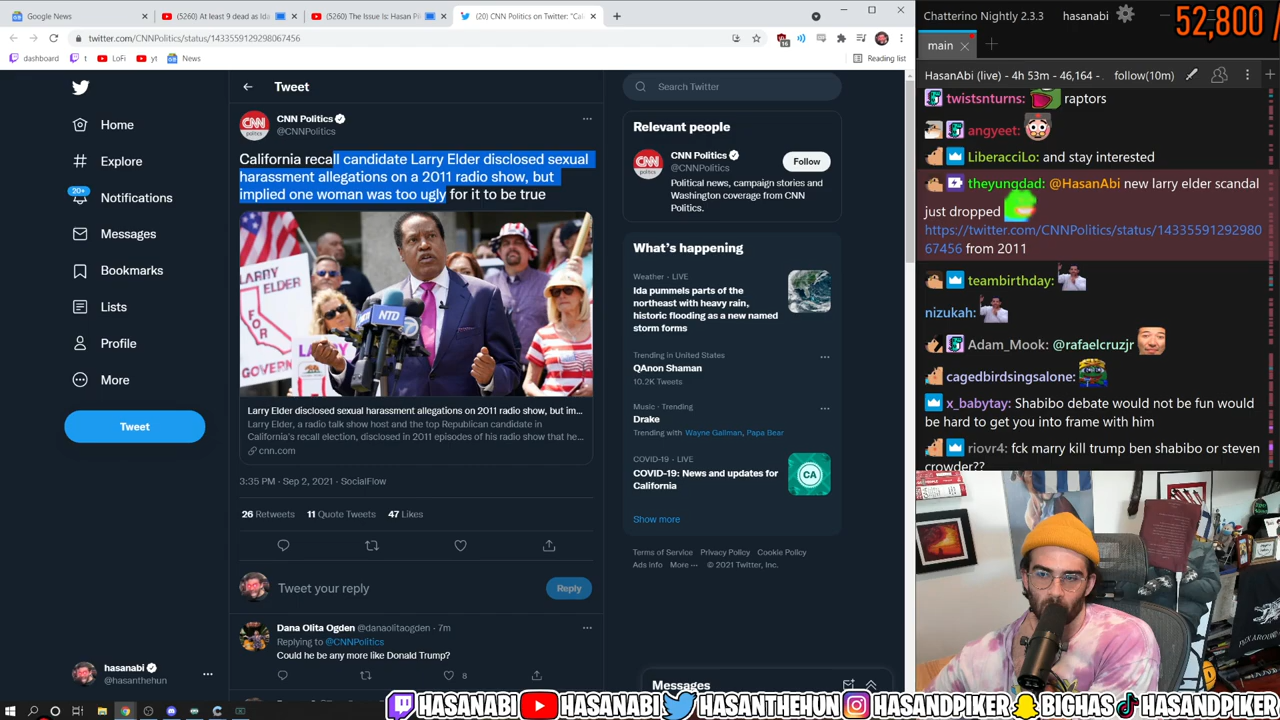 Google News
(5260) At least 9 dead as Ida
(5260) The Issue Is: Hasan Pi
(20) CNN Politics on Twitter: "Cal
twitter.com/CNNPolitics/status/1433559129298067456
dashboard
t
LoFi
yt
News
Reading list
Home
Explore
20+
Notifications
Messages
Bookmarks
Lists
Profile
More
Tweet
hasanabi
@hasanthehun
Tweet
CNN Politics
@CNNPolitics
California recall candidate Larry Elder disclosed sexual
harassment allegations on a 2011 radio show, but
implied one woman was too ugly for it to be true
LARRY
ELDER
FOR
GOVERN
NTD
Larry Elder disclosed sexual harassment allegations on 2011 radio show, but im...
Larry Elder, a radio talk show host and the top Republican candidate in
California's recall election, disclosed in 2011 episodes of his radio show that he...
cnn.com
3:35 PM · Sep 2, 2021 · SocialFlow
26 Retweets 11 Quote Tweets 47 Likes
Tweet your reply
Reply
Dana Olita Ogden @danaolitaogden · 7m
Replying to @CNNPolitics
Could he be any more like Donald Trump?
8
Search Twitter
Relevant people
CNN Politics
@CNNPolitics
Follow
Political news, campaign stories and
Washington coverage from CNN
Politics.
What's happening
Weather · LIVE
Ida pummels parts of the
northeast with heavy rain,
historic flooding as a new named
storm forms
Trending in United States
QAnon Shaman
10.2K Tweets
Music · Trending
Drake
Trending with Wayne Gallman, Papa Bear
COVID-19 · LIVE
COVID-19: News and updates for
California
CA
Show more
Terms of Service Privacy Policy Cookie Policy
Ads Info More ··· © 2021 Twitter, Inc.
Messages
Chatterino Nightly 2.3.3
hasanabi
52,800 /
main
HasanAbi (live) - 4h 53m - 46,164 - follow(10m)
twistsnturns: raptors
angyeet:
LiberacciLo: and stay interested
theyungdad: @HasanAbi new larry elder scandal
just dropped
https://twitter.com/CNNPolitics/status/14335591292980
67456 from 2011
teambirthday:
nizukah:
Adam_Mook: @rafaelcruzjr
cagedbirdsingsalone:
x_babytay: Shabibo debate would not be fun would
be hard to get you into frame with him
riovr4: fck marry kill trump ben shabibo or steven
crowder??
HASANABI HASANABI HASANTHEHUN HASANDPIKER BIGHAS HASANDPIKER